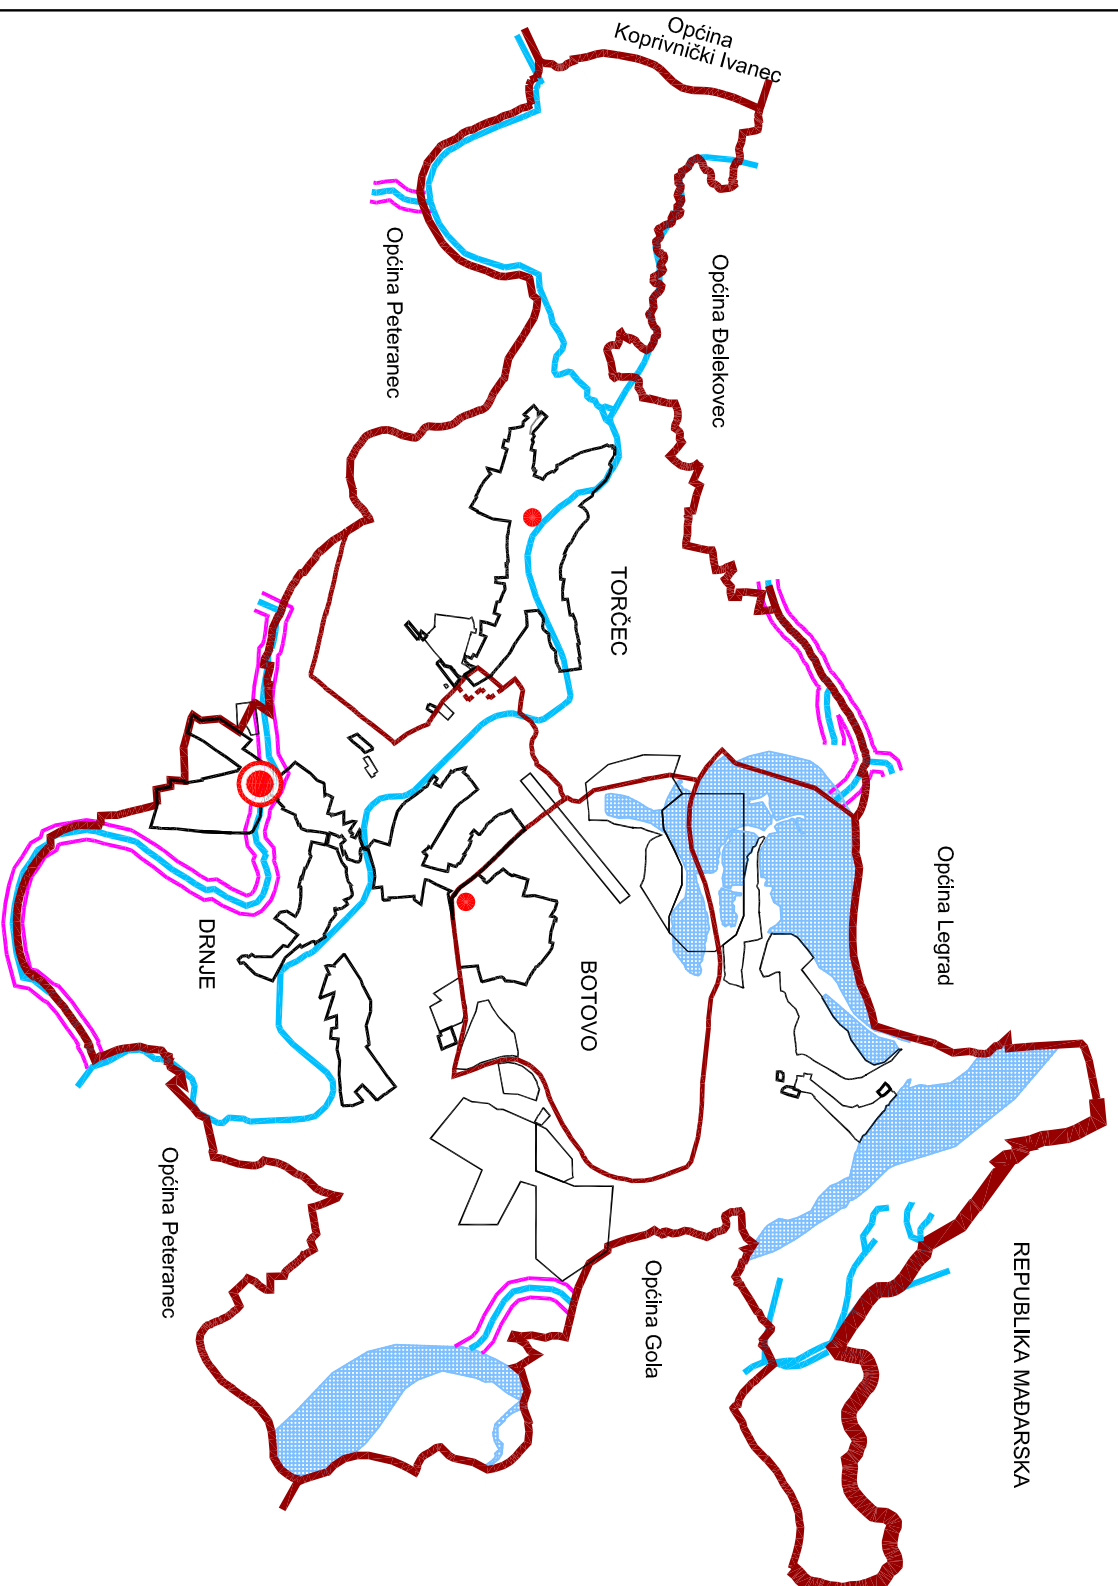 Općina
Koprivnički Ivanec
Općina Peteranec
Općina Đelekovec
TORČEC
Općina Legrad
DRNJE
BOTOVO
Općina Peteranec
Općina Gola
REPUBLIKA MAĐARSKA